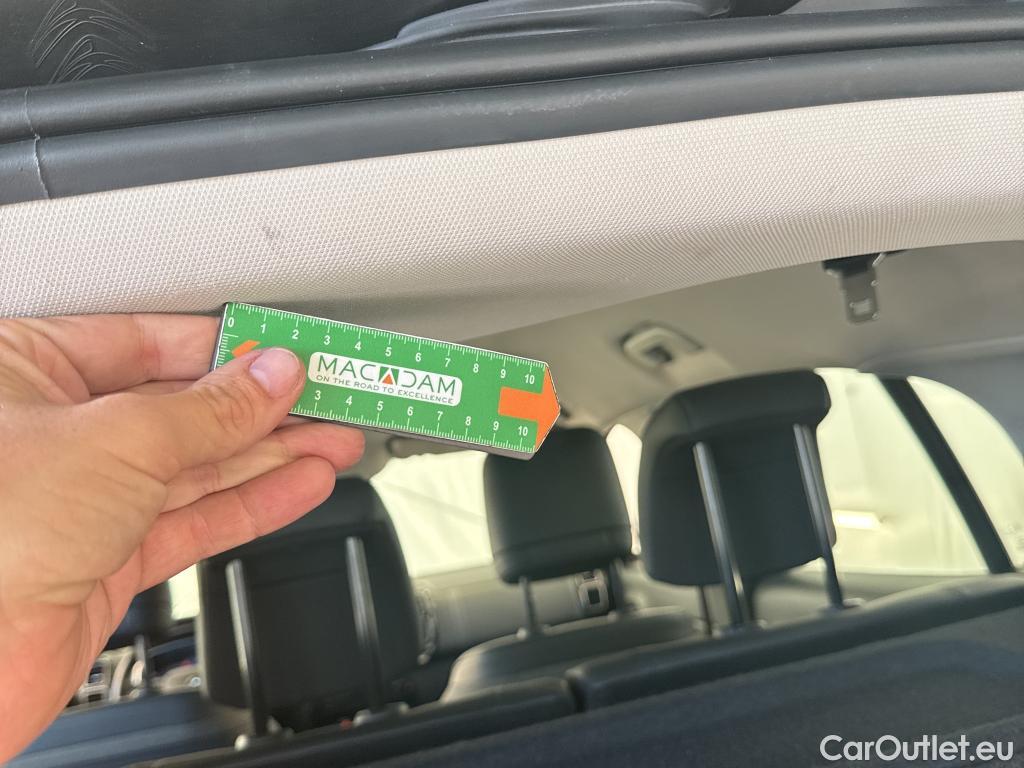 0 1 2 3 4 5 6 7 8 9 10
MACADAM
ON THE ROAD TO EXCELLENCE
3 4 5 6 7 8 9 10
CarOutlet.eu